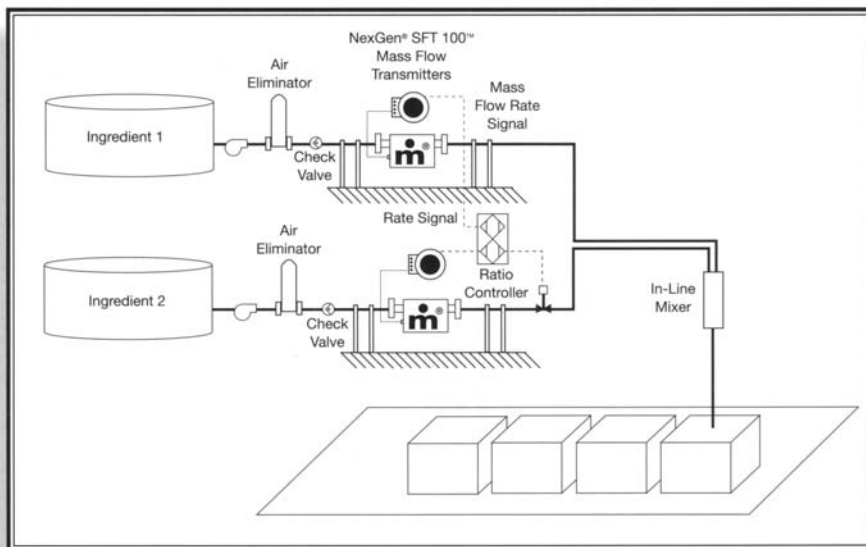 NexGen® SFT 100™
Mass Flow
Transmitters
Air
Eliminator
Mass
Flow Rate
Signal
Ingredient 1
Check
Valve
m®
Rate Signal
Air
Eliminator
Ratio
Controller
Ingredient 2
Check
Valve
m®
In-Line
Mixer